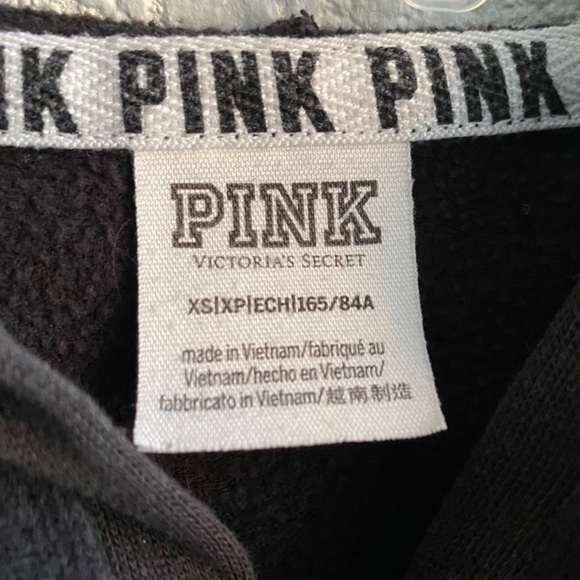 NK PINK PINK
PINK
VICTORIA'S SECRET
XS|XP|ECH|165/84A
made in Vietnam/fabriqué au
Vietnam/hecho en Vietnam/
fabbricato in Vietnam/越南制造